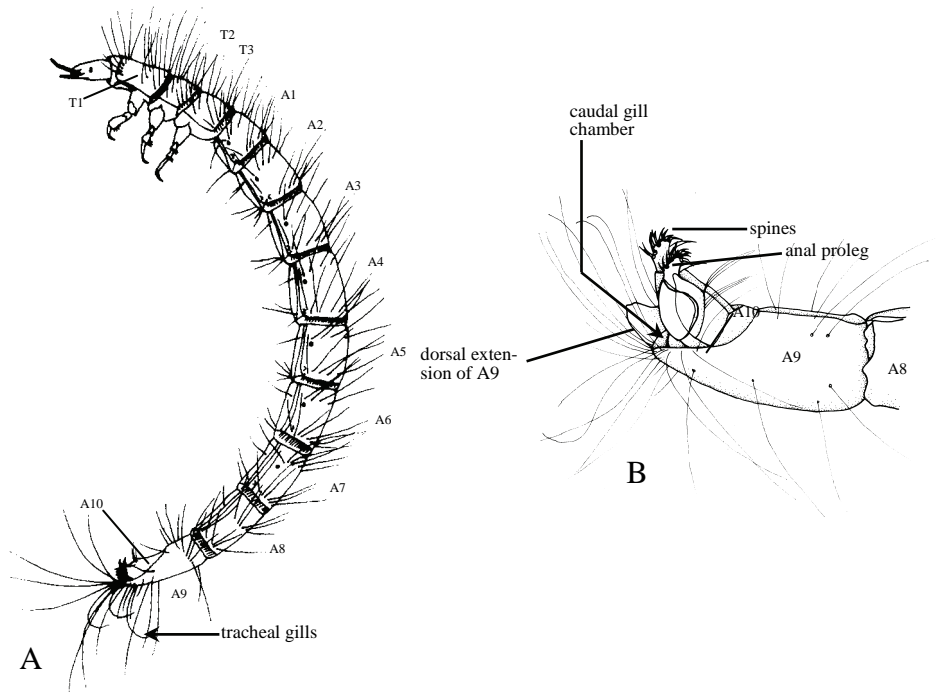 T2
T3
T1
A1
A2
A3
A4
A5
A6
A7
A8
A9
A10
tracheal gills
A
caudal gill
chamber
spines
anal proleg
A10
dorsal exten-
sion of A9
A9
A8
B